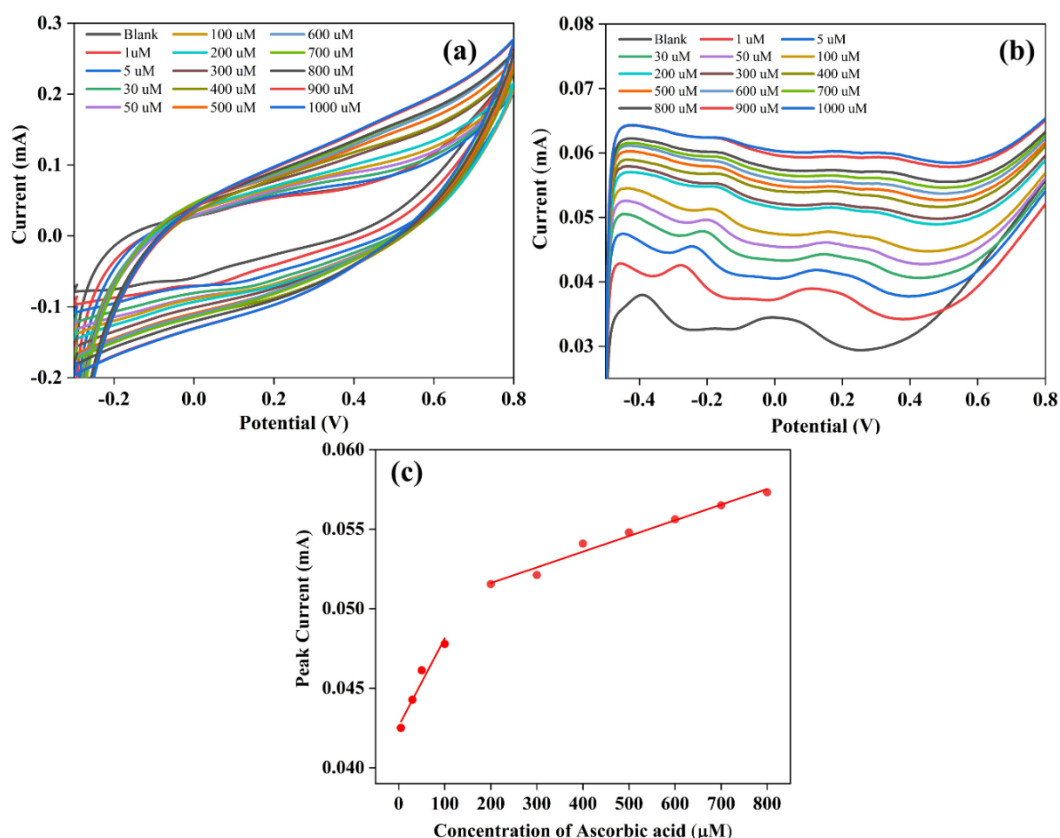 (a)
Blank 100 uM 600 uM
1uM 200 uM 700 uM
5 uM 300 uM 800 uM
30 uM 400 uM 900 uM
50 uM 500 uM 1000 uM
0.3
0.2
0.1
0.0
-0.1
-0.2
Current (mA)
-0.2 0.0 0.2 0.4 0.6 0.8
Potential (V)
(b)
Blank 1 uM 5 uM
30 uM 50 uM 100 uM
200 uM 300 uM 400 uM
500 uM 600 uM 700 uM
800 uM 900 uM 1000 uM
0.08
0.07
0.06
0.05
0.04
0.03
Current (mA)
-0.4 -0.2 0.0 0.2 0.4 0.6 0.8
Potential (V)
(c)
0.060
0.055
0.050
0.045
0.040
Peak Current (mA)
0 100 200 300 400 500 600 700 800
Concentration of Ascorbic acid (μM)